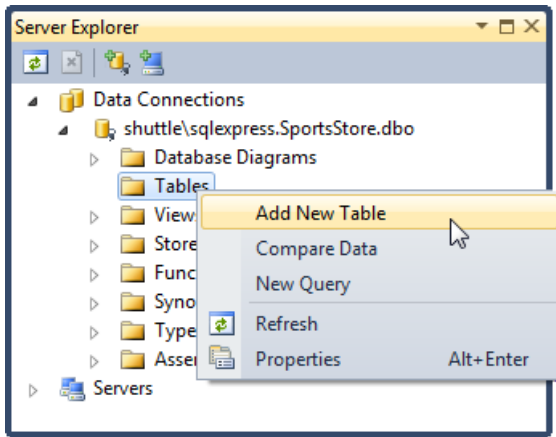 Server Explorer
Data Connections
shuttle\sqlexpress.SportsStore.dbo
Database Diagrams
Tables
View
Add New Table
Store
Compare Data
Func
New Query
Syno
Type
Refresh
Asse
Properties Alt+Enter
Servers